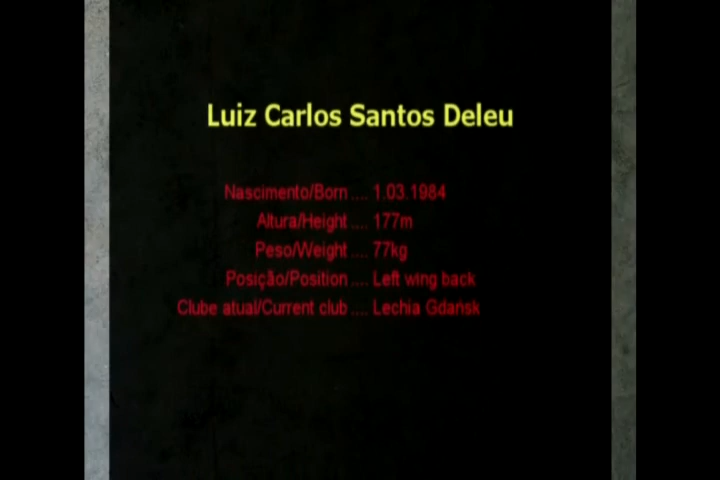 Luiz Carlos Santos Deleu
Nascimento/Born .... 1.03.1984
Altura/Height .... 177m
Peso/Weight .... 77kg
Posição/Position .... Left wing back
Clube atual/Current club .... Lechia Gdańsk